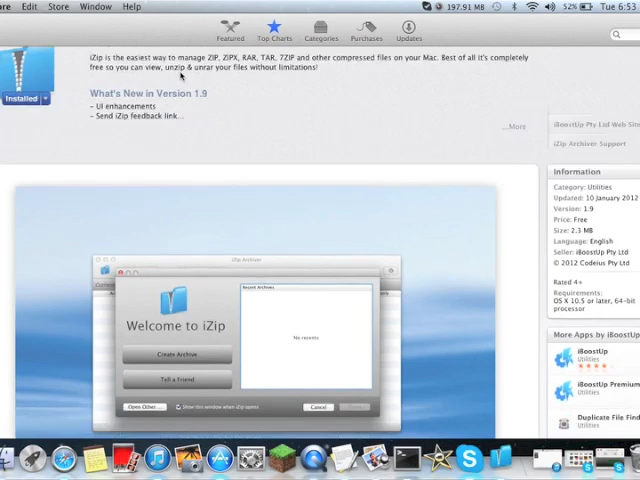 ore Edit Store Window Help 197.91 MB 52% Tue 6:53
Featured Top Charts Categories Purchases Updates
iZip is the easiest way to manage ZIP, ZIPX, RAR, TAR, 7ZIP and other compressed files on your Mac. Best of all it's completely
free so you can view, unzip & unrar your files without limitations!
Installed
What's New in Version 1.9
- UI enhancements
- Send iZip feedback link...
...More
iBoostUp Pty Ltd Web Site
iZip Archiver Support
Information
Category: Utilities
Updated: 10 January 2012
Version: 1.9
Price: Free
Size: 2.3 MB
Language: English
Seller: iBoostUp Pty Ltd
© 2012 Codeius Pty Ltd
Rated 4+
Requirements:
OS X 10.5 or later, 64-bit
processor
More Apps by iBoostUp
iBoostUp
Utilities
iBoostUp Premium
Utilities
Duplicate File Find
Utilities
iZip Archiver
Welcome to iZip
Create Archive
Tell a Friend
Recent Archives
No recents
Open Other...
Show this window when iZip opens
Cancel